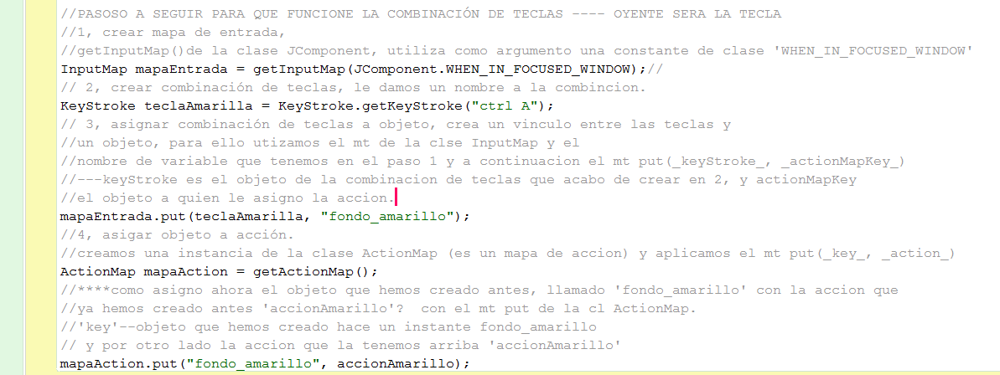 //PASOSO A SEGUIR PARA QUE FUNCIONE LA COMBINACIÓN DE TECLAS ---- OYENTE SERA LA TECLA
//1, crear mapa de entrada,
//getInputMap()de la clase JComponent, utiliza como argumento una constante de clase 'WHEN_IN_FOCUSED_WINDOW'
InputMap mapaEntrada = getInputMap(JComponent.WHEN_IN_FOCUSED_WINDOW);//
// 2, crear combinación de teclas, le damos un nombre a la combincion.
KeyStroke teclaAmarilla = KeyStroke.getKeyStroke("ctrl A");
// 3, asignar combinación de teclas a objeto, crea un vinculo entre las teclas y
//un objeto, para ello utizamos el mt de la clse InputMap y el
//nombre de variable que tenemos en el paso 1 y a continuacion el mt put(_keyStroke_, _actionMapKey_)
//---keyStroke es el objeto de la combinacion de teclas que acabo de crear en 2, y actionMapKey
//el objeto a quien le asigno la accion.
mapaEntrada.put(teclaAmarilla, "fondo_amarillo");
//4, asigar objeto a acción.
//creamos una instancia de la clase ActionMap (es un mapa de accion) y aplicamos el mt put(_key_, _action_)
ActionMap mapaAction = getActionMap();
//****como asigno ahora el objeto que hemos creado antes, llamado 'fondo_amarillo' con la accion que
//ya hemos creado antes 'accionAmarillo'?  con el mt put de la cl ActionMap.
//'key'--objeto que hemos creado hace un instante fondo_amarillo
// y por otro lado la accion que la tenemos arriba 'accionAmarillo'
mapaAction.put("fondo_amarillo", accionAmarillo);